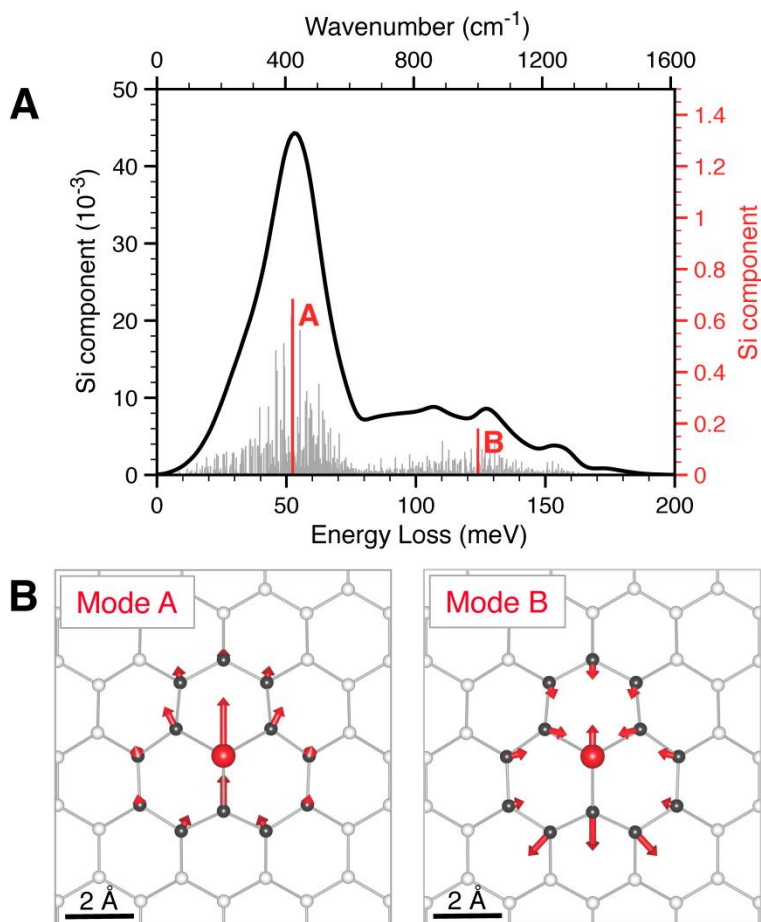 Wavenumber (cm⁻¹)
0 400 800 1200 1600
A
50
40
30
20
10
0
Si component (10⁻³)
1.4
1.2
1
0.8
0.6
0.4
0.2
0
Si component
A
B
0 50 100 150 200
Energy Loss (meV)
B
Mode A
Mode B
2 Å
2 Å